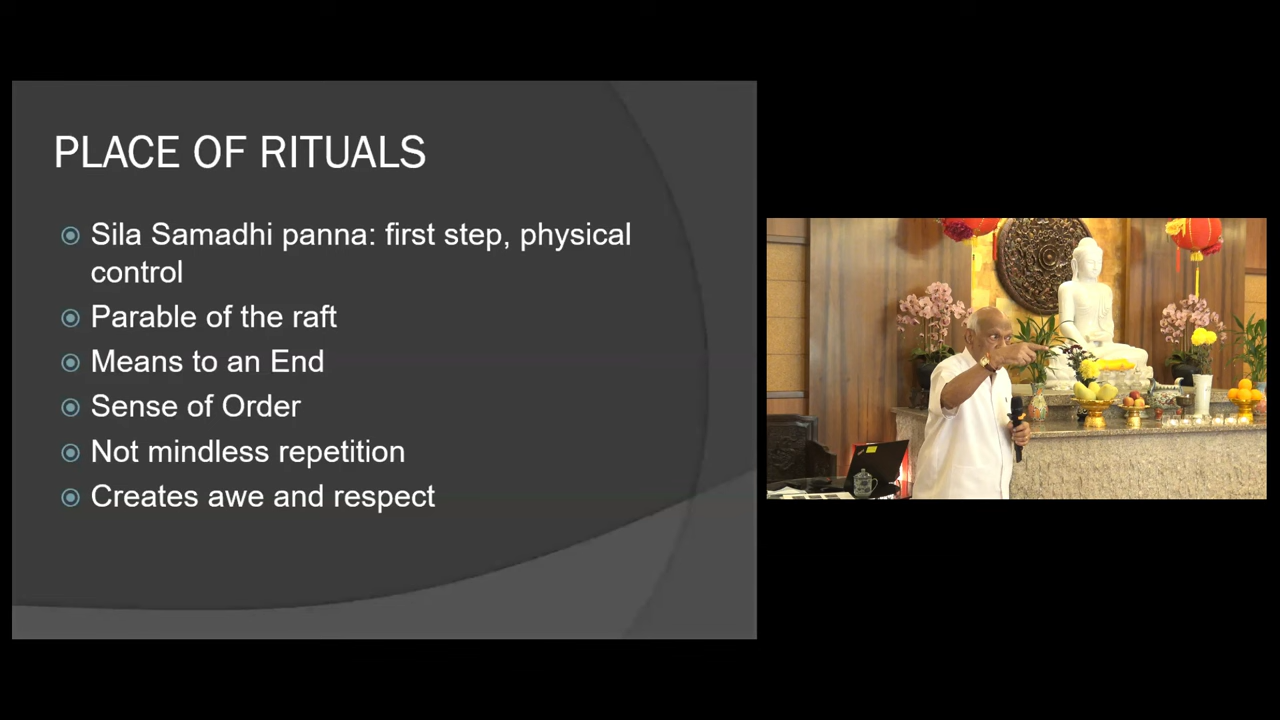 PLACE OF RITUALS
Sila Samadhi panna: first step, physical
control
Parable of the raft
Means to an End
Sense of Order
Not mindless repetition
Creates awe and respect